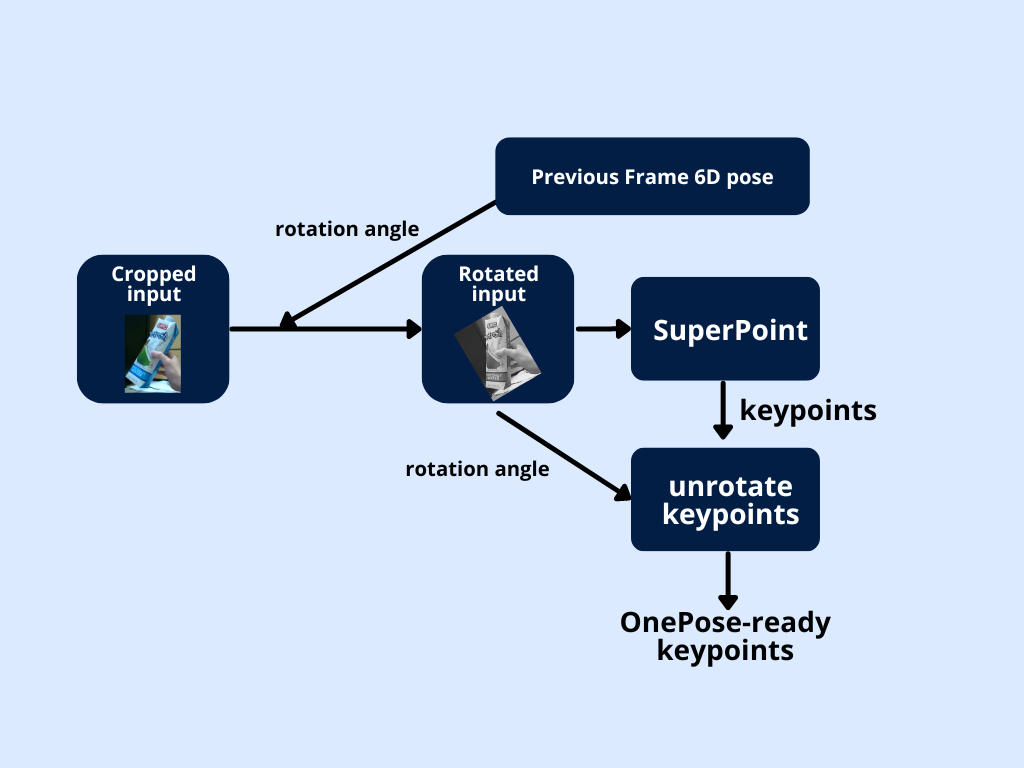 Previous Frame 6D pose
rotation angle
Cropped
input
Rotated
input
SuperPoint
keypoints
rotation angle
unrotate
keypoints
OnePose-ready
keypoints